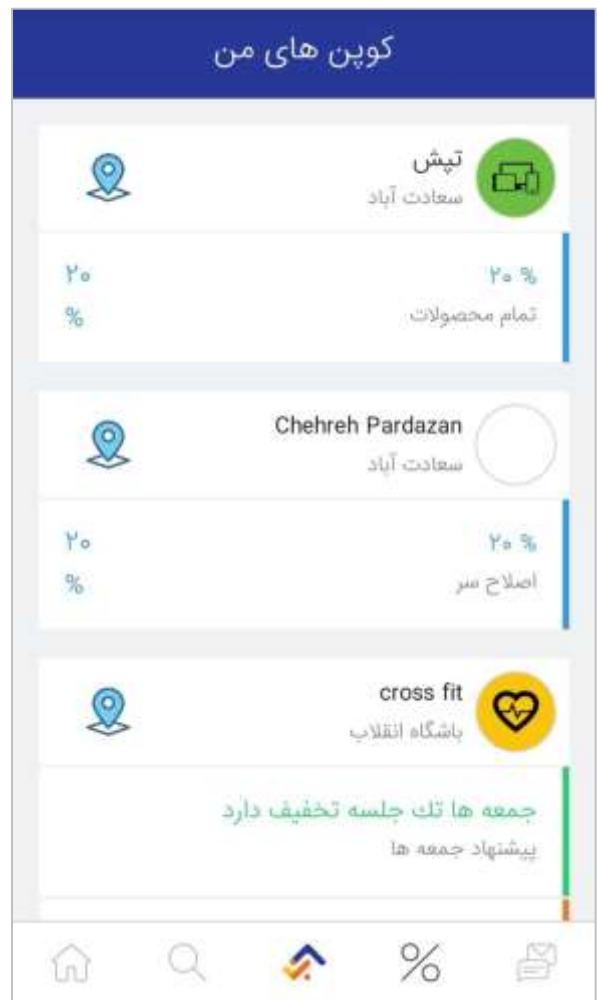 کوپن های من
تپش
سعادت آباد
۲۰ %
۲۰
%
تمام محصولات
Chehreh Pardazan
سعادت آباد
۲۰ %
۲۰
%
اصلاح سر
cross fit
باشگاه انقلاب
جمعه ها تك جلسه تخفیف دارد
پیشنهاد جمعه ها